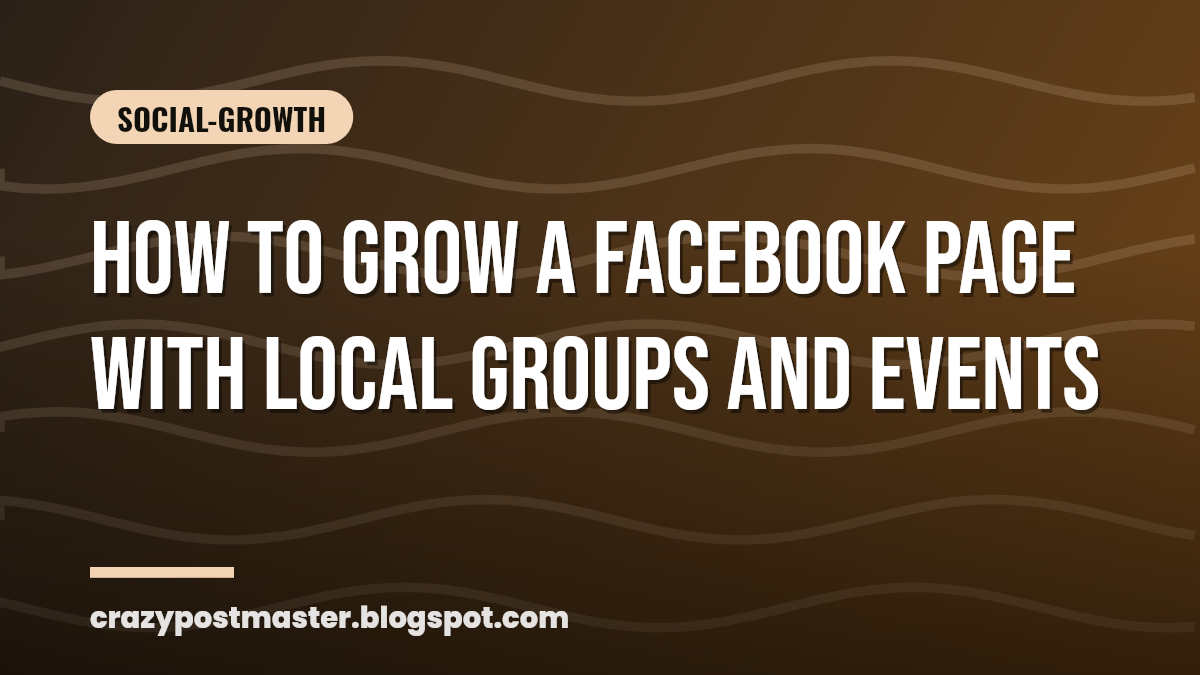 SOCIAL-GROWTH
HOW TO GROW A FACEBOOK PAGE
WITH LOCAL GROUPS AND EVENTS
crazypostmaster.blogspot.com